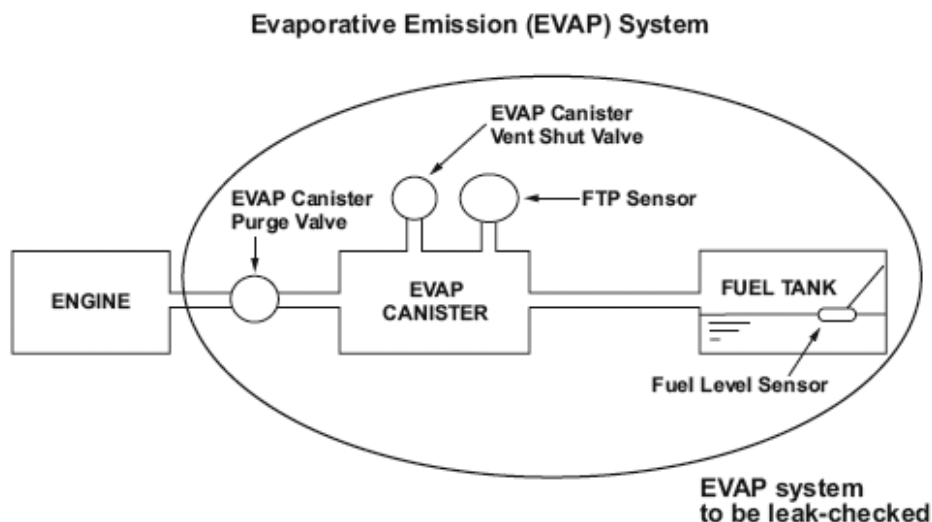 Evaporative Emission (EVAP) System
EVAP Canister
Vent Shut Valve
EVAP Canister
Purge Valve
FTP Sensor
ENGINE
EVAP
CANISTER
FUEL TANK
Fuel Level Sensor
EVAP system
to be leak-checked